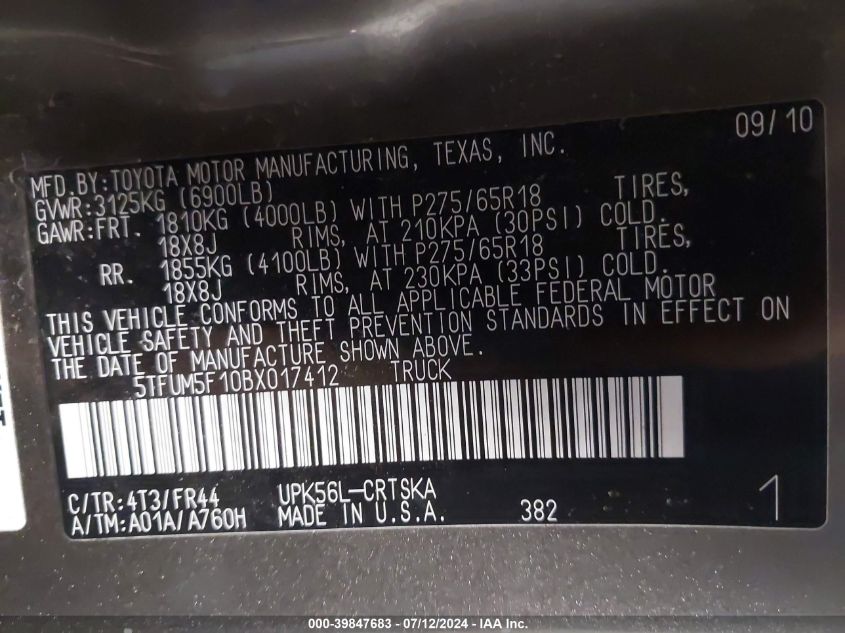 09/10
MFD.BY:TOYOTA MOTOR MANUFACTURING, TEXAS, INC.
GVWR:3125KG (6900LB)
GAWR:FRT. 1810KG (4000LB) WITH P275/65R18 TIRES,
18X8J RIMS, AT 210KPA (30PSI) COLD.
RR. 1855KG (4100LB) WITH P275/65R18 TIRES,
18X8J RIMS, AT 230KPA (33PSI) COLD.
THIS VEHICLE CONFORMS TO ALL APPLICABLE FEDERAL MOTOR
VEHICLE SAFETY AND THEFT PREVENTION STANDARDS IN EFFECT ON
THE DATE OF MANUFACTURE SHOWN ABOVE.
5TFUM5F10BX017412 TRUCK
C/TR:4T3/FR44 UPK56L-CRTSKA
A/TM:A01A/A760H MADE IN U.S.A. 382 1
000-39847683 / 07/12/2024 - IAA Inc.